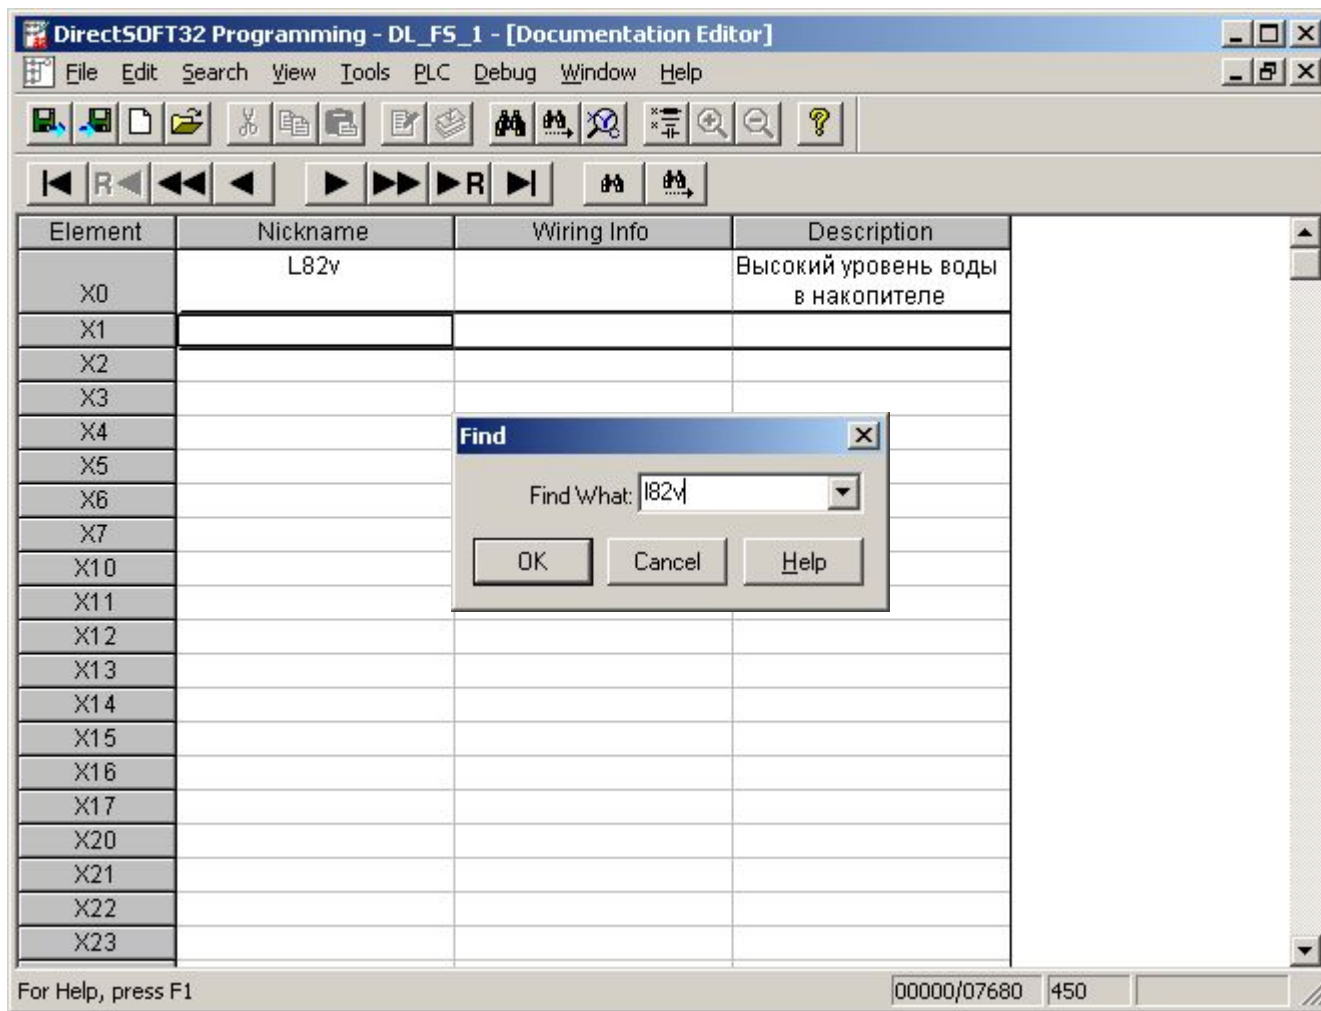 DirectSOFT32 Programming - DL_FS_1 - [Documentation Editor]
File Edit Search View Tools PLC Debug Window Help
R R
Element Nickname Wiring Info Description
X0 L82v Высокий уровень воды
в накопителе
X1
X2
X3
X4
X5
X6
X7
X10
X11
X12
X13
X14
X15
X16
X17
X20
X21
X22
X23
Find
Find What: l82v
OK Cancel Help
For Help, press F1 00000/07680 450